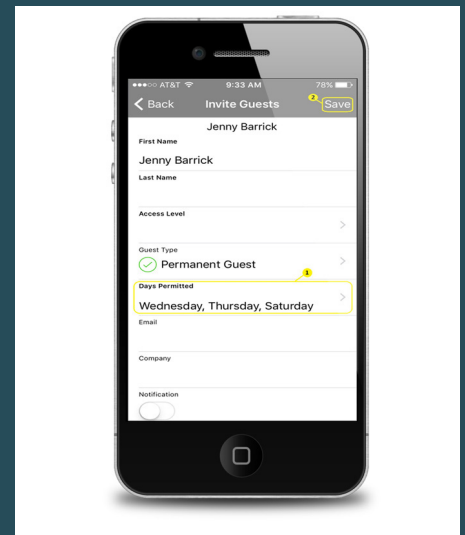 AT&T 9:33 AM 78%
Back Invite Guests 2 Save
Jenny Barrick
First Name
Jenny Barrick
Last Name
Access Level
Guest Type
Permanent Guest
1
Days Permitted
Wednesday, Thursday, Saturday
Email
Company
Notification